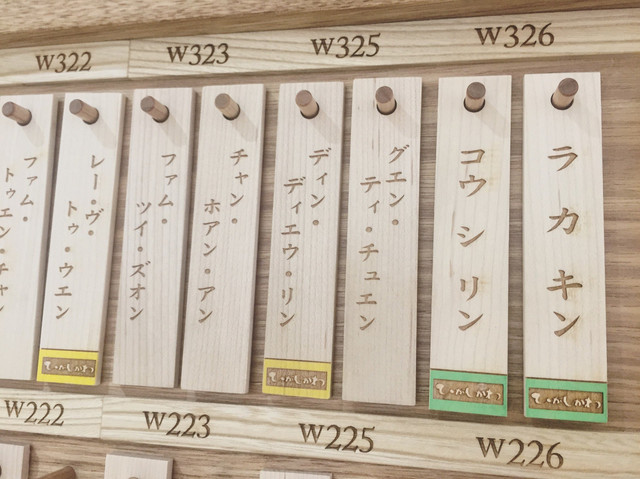 W322 W323 W325 W326
ファム・
トゥエン・チャン
レー・ヴ・
トゥ・ウエン
ファム・
ツイ・ズオン
チャン・
ホアン・アン
ディン・
ディエウ・リン
グエン・
ティ・チュエン
コウシリン
ラカキン
W222 W223 W225 W226